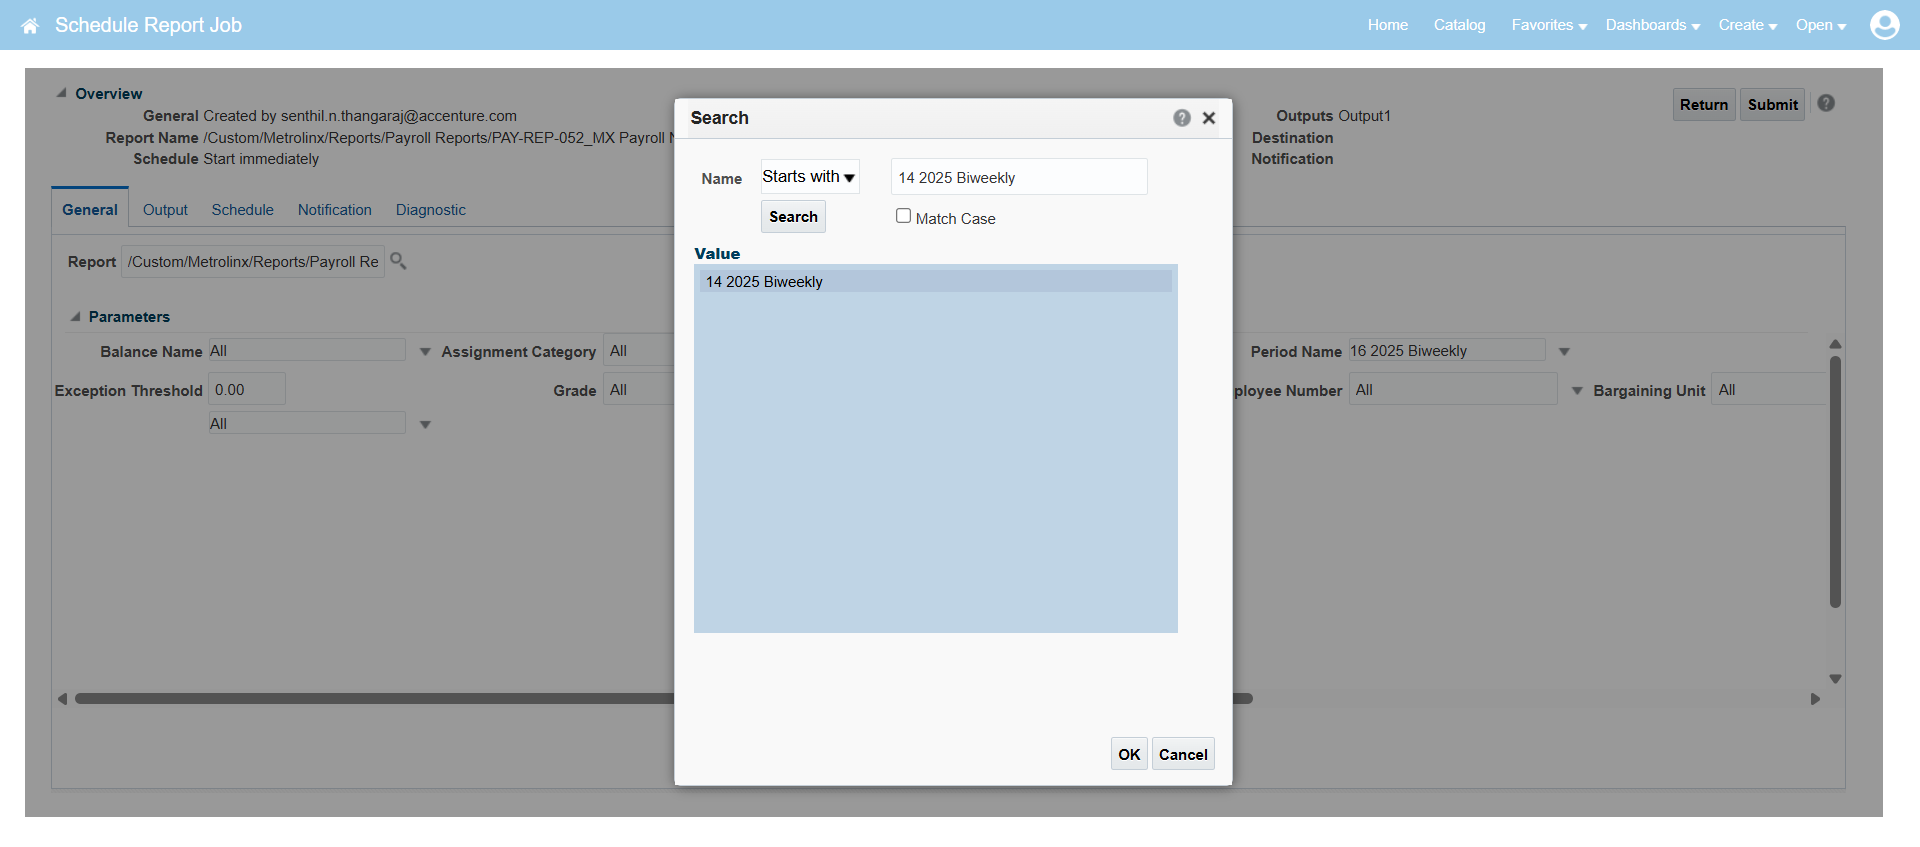 Schedule Report Job
Home Catalog Favorites Dashboards Create Open
Overview
General Created by senthil.n.thangaraj@accenture.com
Report Name /Custom/Metrolinx/Reports/Payroll Reports/PAY-REP-052_MX Payroll
Schedule Start immediately
Outputs Output1
Destination
Notification
Return Submit ?
General Output Schedule Notification Diagnostic
Report /Custom/Metrolinx/Reports/Payroll Re
Parameters
Balance Name All
Assignment Category All
Period Name 16 2025 Biweekly
Exception Threshold 0.00
Grade All
ployee Number All
Bargaining Unit All
All
Search ?
Name Starts with 14 2025 Biweekly
Search Match Case
Value
14 2025 Biweekly
OK Cancel